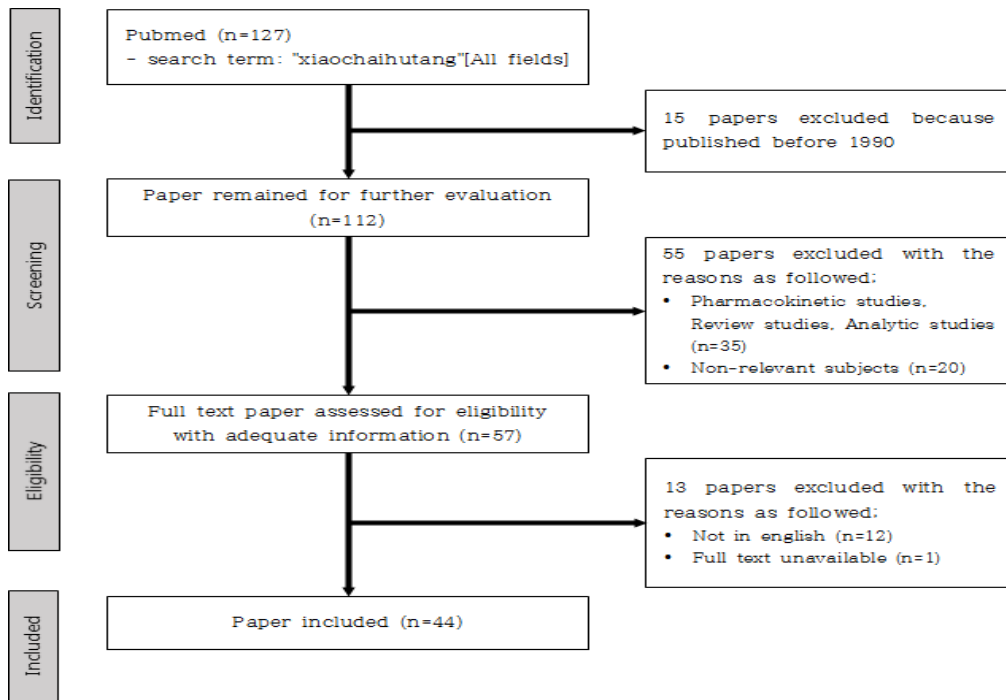 Identification
Pubmed (n=127)
- search term: "xiaochaihutang"[All fields]
15 papers excluded because
published before 1990
Screening
Paper remained for further evaluation
(n=112)
55 papers excluded with the
reasons as followed;
• Pharmacokinetic studies,
Review studies, Analytic studies
(n=35)
• Non-relevant subjects (n=20)
Eligibility
Full text paper assessed for eligibility
with adequate information (n=57)
13 papers excluded with the
reasons as followed;
• Not in english (n=12)
• Full text unavailable (n=1)
Included
Paper included (n=44)